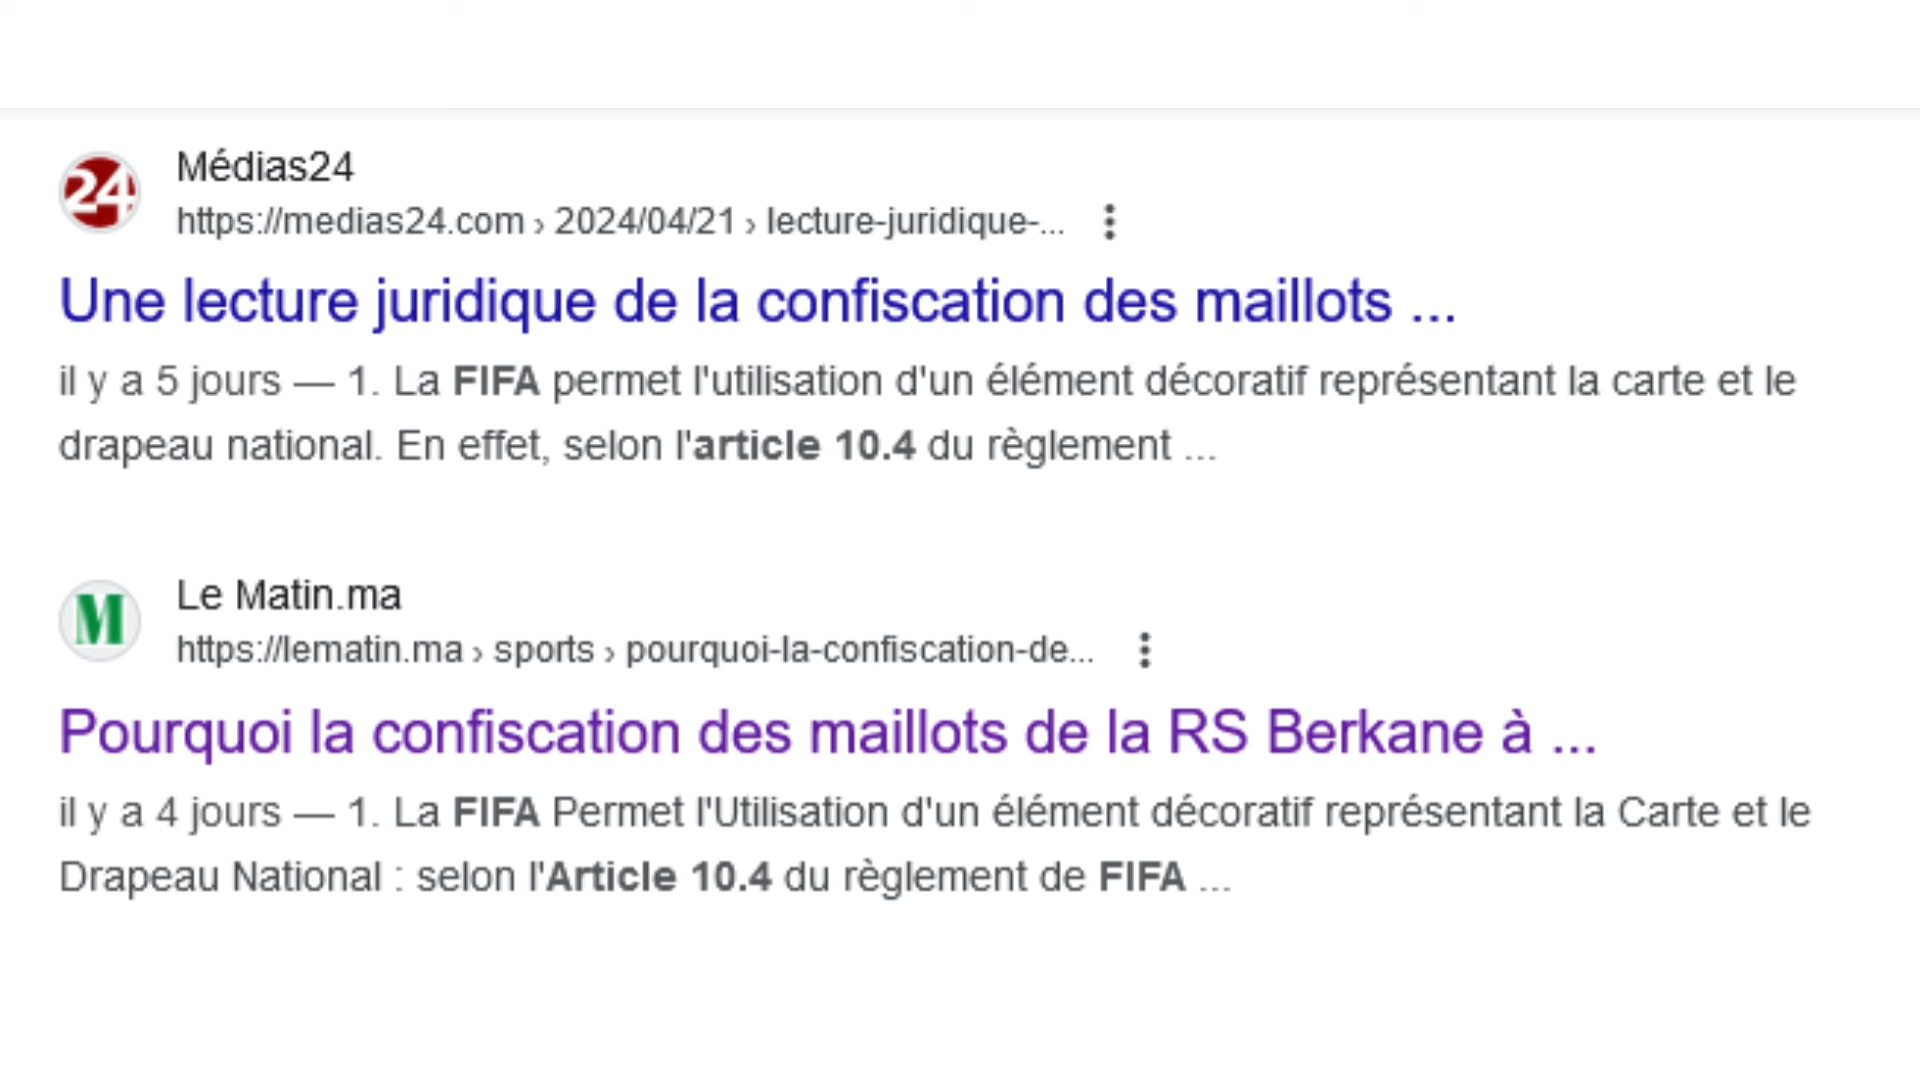 24
Médias24
https://medias24.com › 2024/04/21 › lecture-juridique-...
Une lecture juridique de la confiscation des maillots ...
il y a 5 jours — 1. La FIFA permet l'utilisation d'un élément décoratif représentant la carte et le
drapeau national. En effet, selon l'article 10.4 du règlement ...
M
Le Matin.ma
https://lematin.ma › sports › pourquoi-la-confiscation-de...
Pourquoi la confiscation des maillots de la RS Berkane à ...
il y a 4 jours — 1. La FIFA Permet l'Utilisation d'un élément décoratif représentant la Carte et le
Drapeau National : selon l'Article 10.4 du règlement de FIFA ...